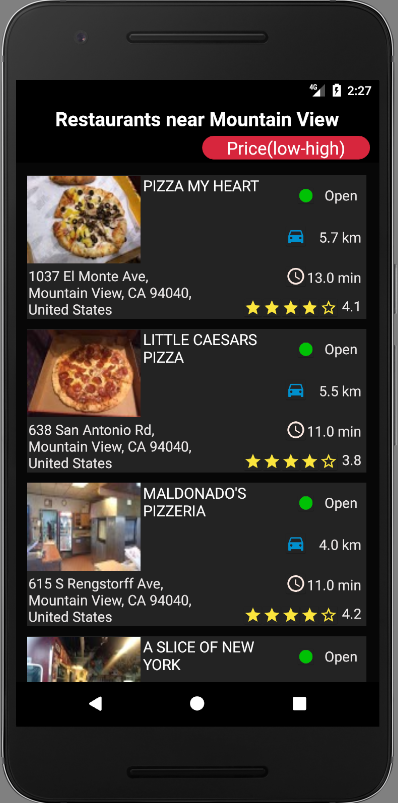 4G 2:27
Restaurants near Mountain View
Price(low-high)
PIZZA MY HEART
Open
5.7 km
1037 El Monte Ave,
Mountain View, CA 94040,
United States
13.0 min
4.1
LITTLE CAESARS
PIZZA
Open
5.5 km
638 San Antonio Rd,
Mountain View, CA 94040,
United States
11.0 min
3.8
MALDONADO'S
PIZZERIA
Open
4.0 km
615 S Rengstorff Ave,
Mountain View, CA 94040,
United States
11.0 min
4.2
A SLICE OF NEW
YORK
Open